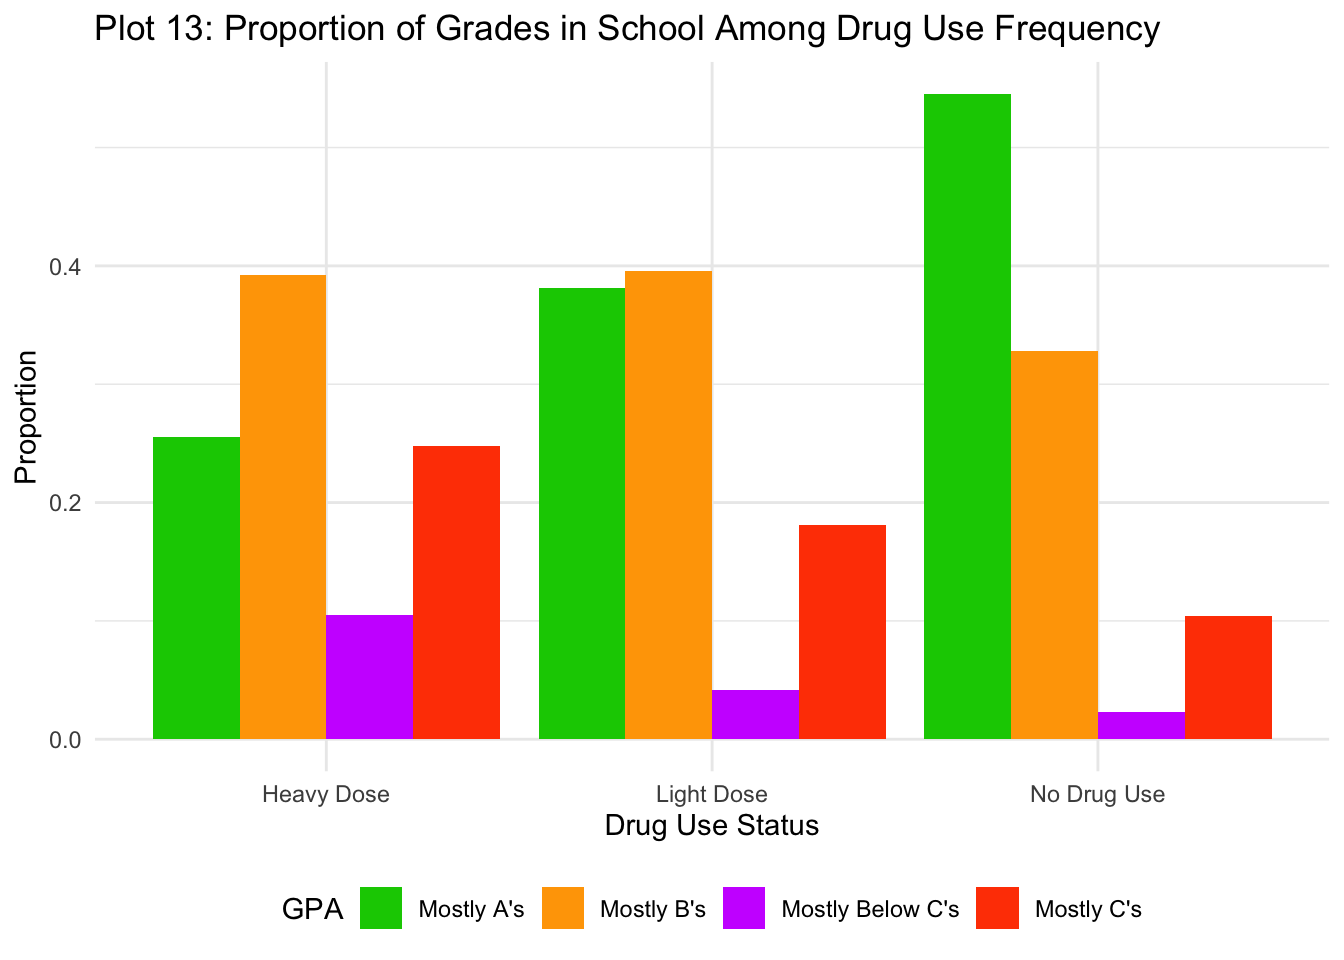 Plot 13: Proportion of Grades in School Among Drug Use Frequency
Proportion
0.4
0.2
0.0
Heavy Dose Light Dose No Drug Use
Drug Use Status
GPA Mostly A's Mostly B's Mostly Below C's Mostly C's